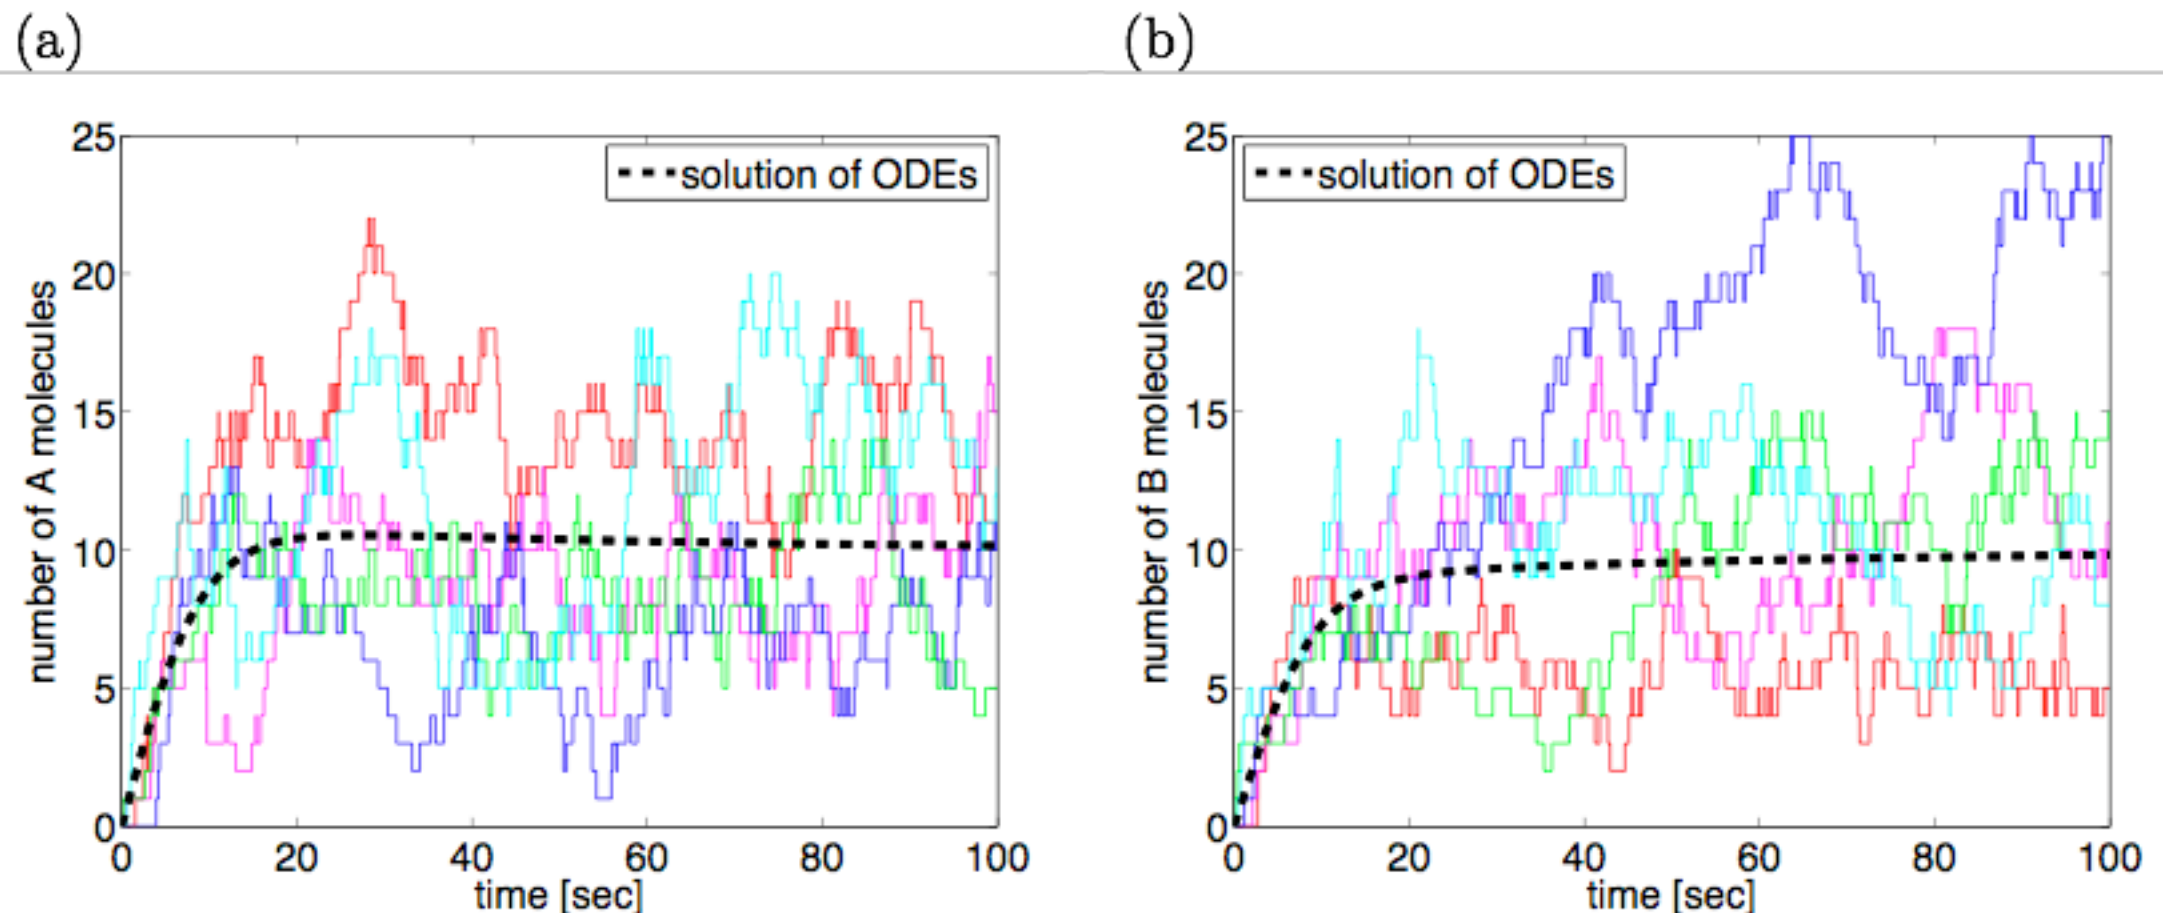 (a)
(b)
25
20
15
10
5
0
number of A molecules
solution of ODEs
0 20 40 60 80 100
time [sec]
25
20
15
10
5
0
number of B molecules
solution of ODEs
0 20 40 60 80 100
time [sec]